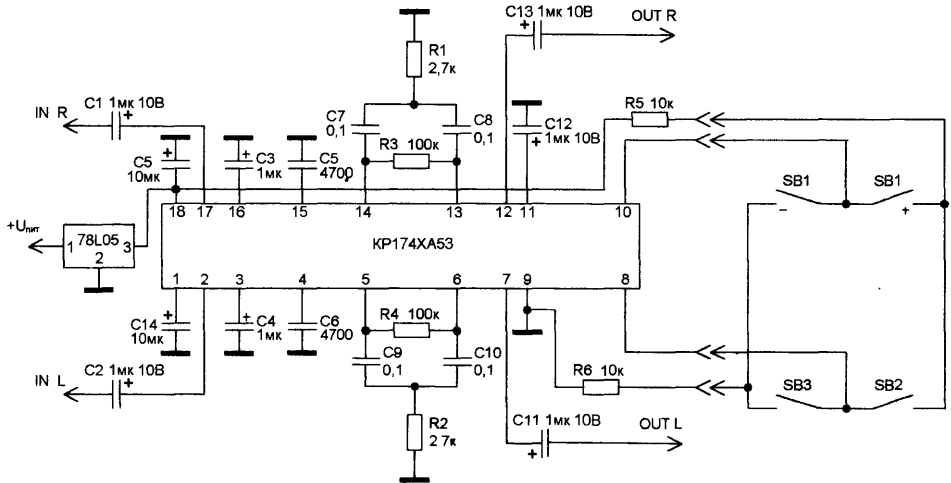 C13 1мк 10В
OUT R
R1
2,7к
C1 1мк 10В
IN R
C7
0,1
C8
0,1
C12
1мк 10В
R5 10к
R3 100к
C5
10мк
C3
1мк
C5
4700
SB1
SB1
18 17 16 15 14 13 12 11 10
− +
+Uпит
78L05
1 3
2
КР174ХА53
1 2 3 4 5 6 7 9 8
C14
10мк
C4
1мк
C6
4700
R4 100к
C9
0,1
C10
0,1
C2 1мк 10В
IN L
R6 10к
SB3
SB2
R2
2 7к
C11 1мк 10В
OUT L